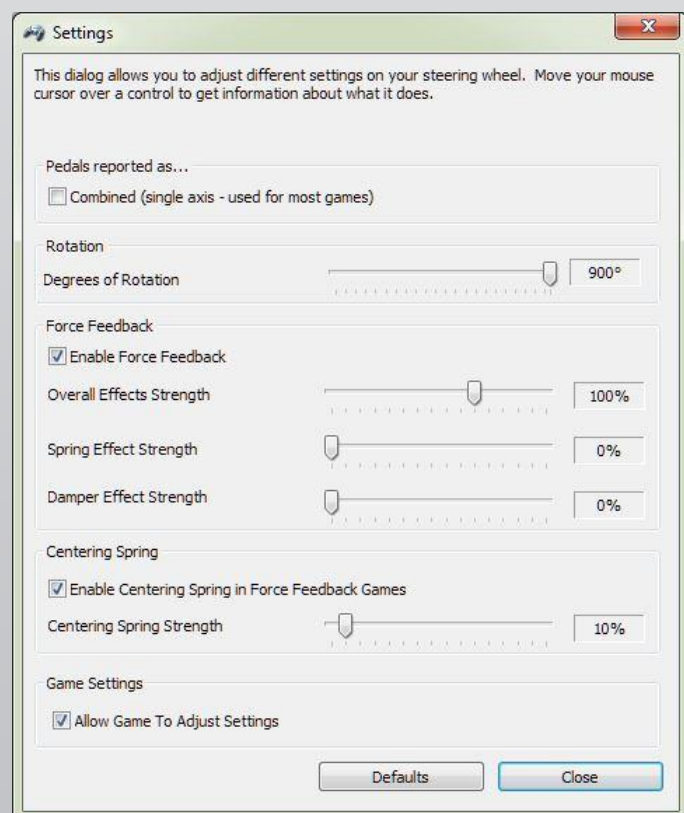 Settings
This dialog allows you to adjust different settings on your steering wheel. Move your mouse
cursor over a control to get information about what it does.
Pedals reported as...
Combined (single axis - used for most games)
Rotation
Degrees of Rotation 900°
Force Feedback
Enable Force Feedback
Overall Effects Strength 100%
Spring Effect Strength 0%
Damper Effect Strength 0%
Centering Spring
Enable Centering Spring in Force Feedback Games
Centering Spring Strength 10%
Game Settings
Allow Game To Adjust Settings
Defaults Close